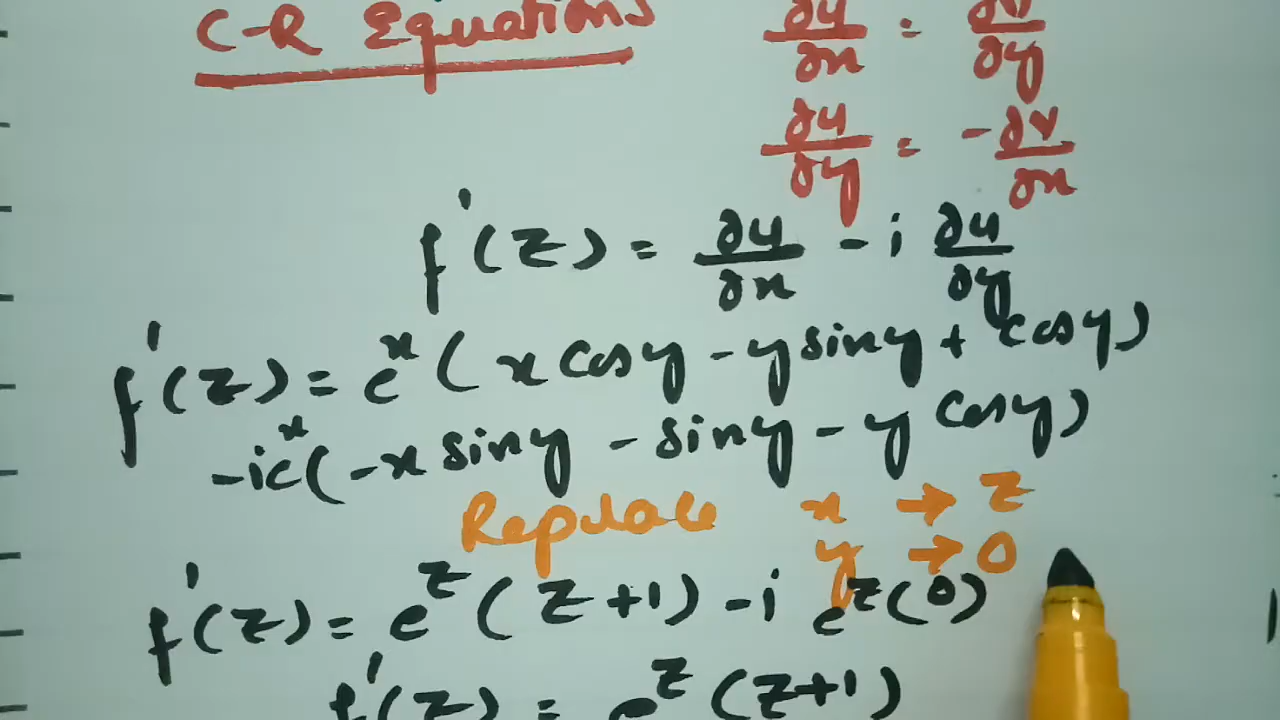 C-R Equations ∂u/∂x = ∂v/∂y
∂u/∂y = -∂v/∂x
f'(z) = ∂u/∂x - i ∂u/∂y
f'(z) = e^x (x cosy - y siny + cosy)
-ie^x (-x siny - siny - y cosy)
Replace x → z
y → 0
f'(z) = e^z (z+1) - i e^z(0)
f'(z) = e^z (z+1)